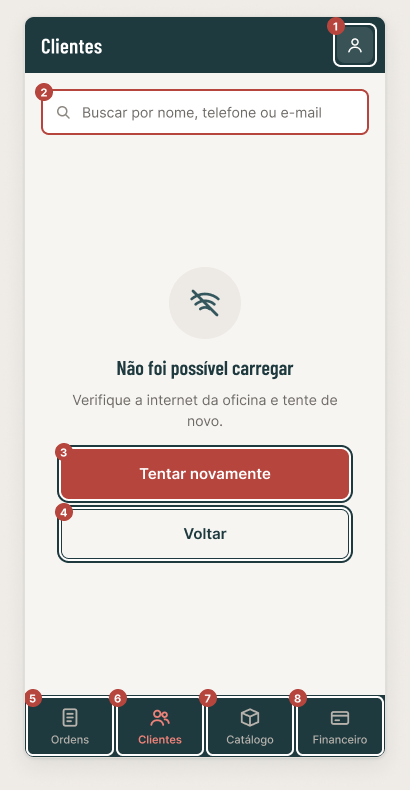 Clientes
1
2
Buscar por nome, telefone ou e-mail
Não foi possível carregar
Verifique a internet da oficina e tente de
novo.
3
Tentar novamente
4
Voltar
5
Ordens
6
Clientes
7
Catálogo
8
Financeiro